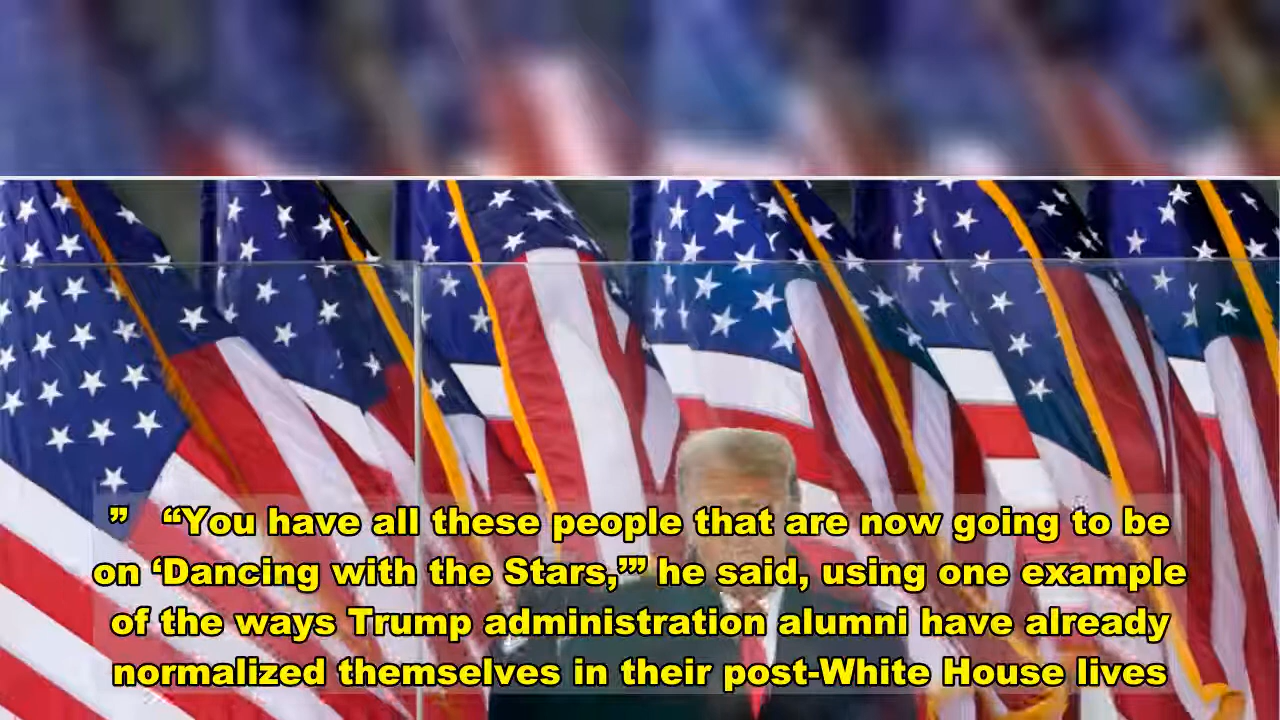 ” “You have all these people that are now going to be
on ‘Dancing with the Stars,’” he said, using one example
of the ways Trump administration alumni have already
normalized themselves in their post-White House lives